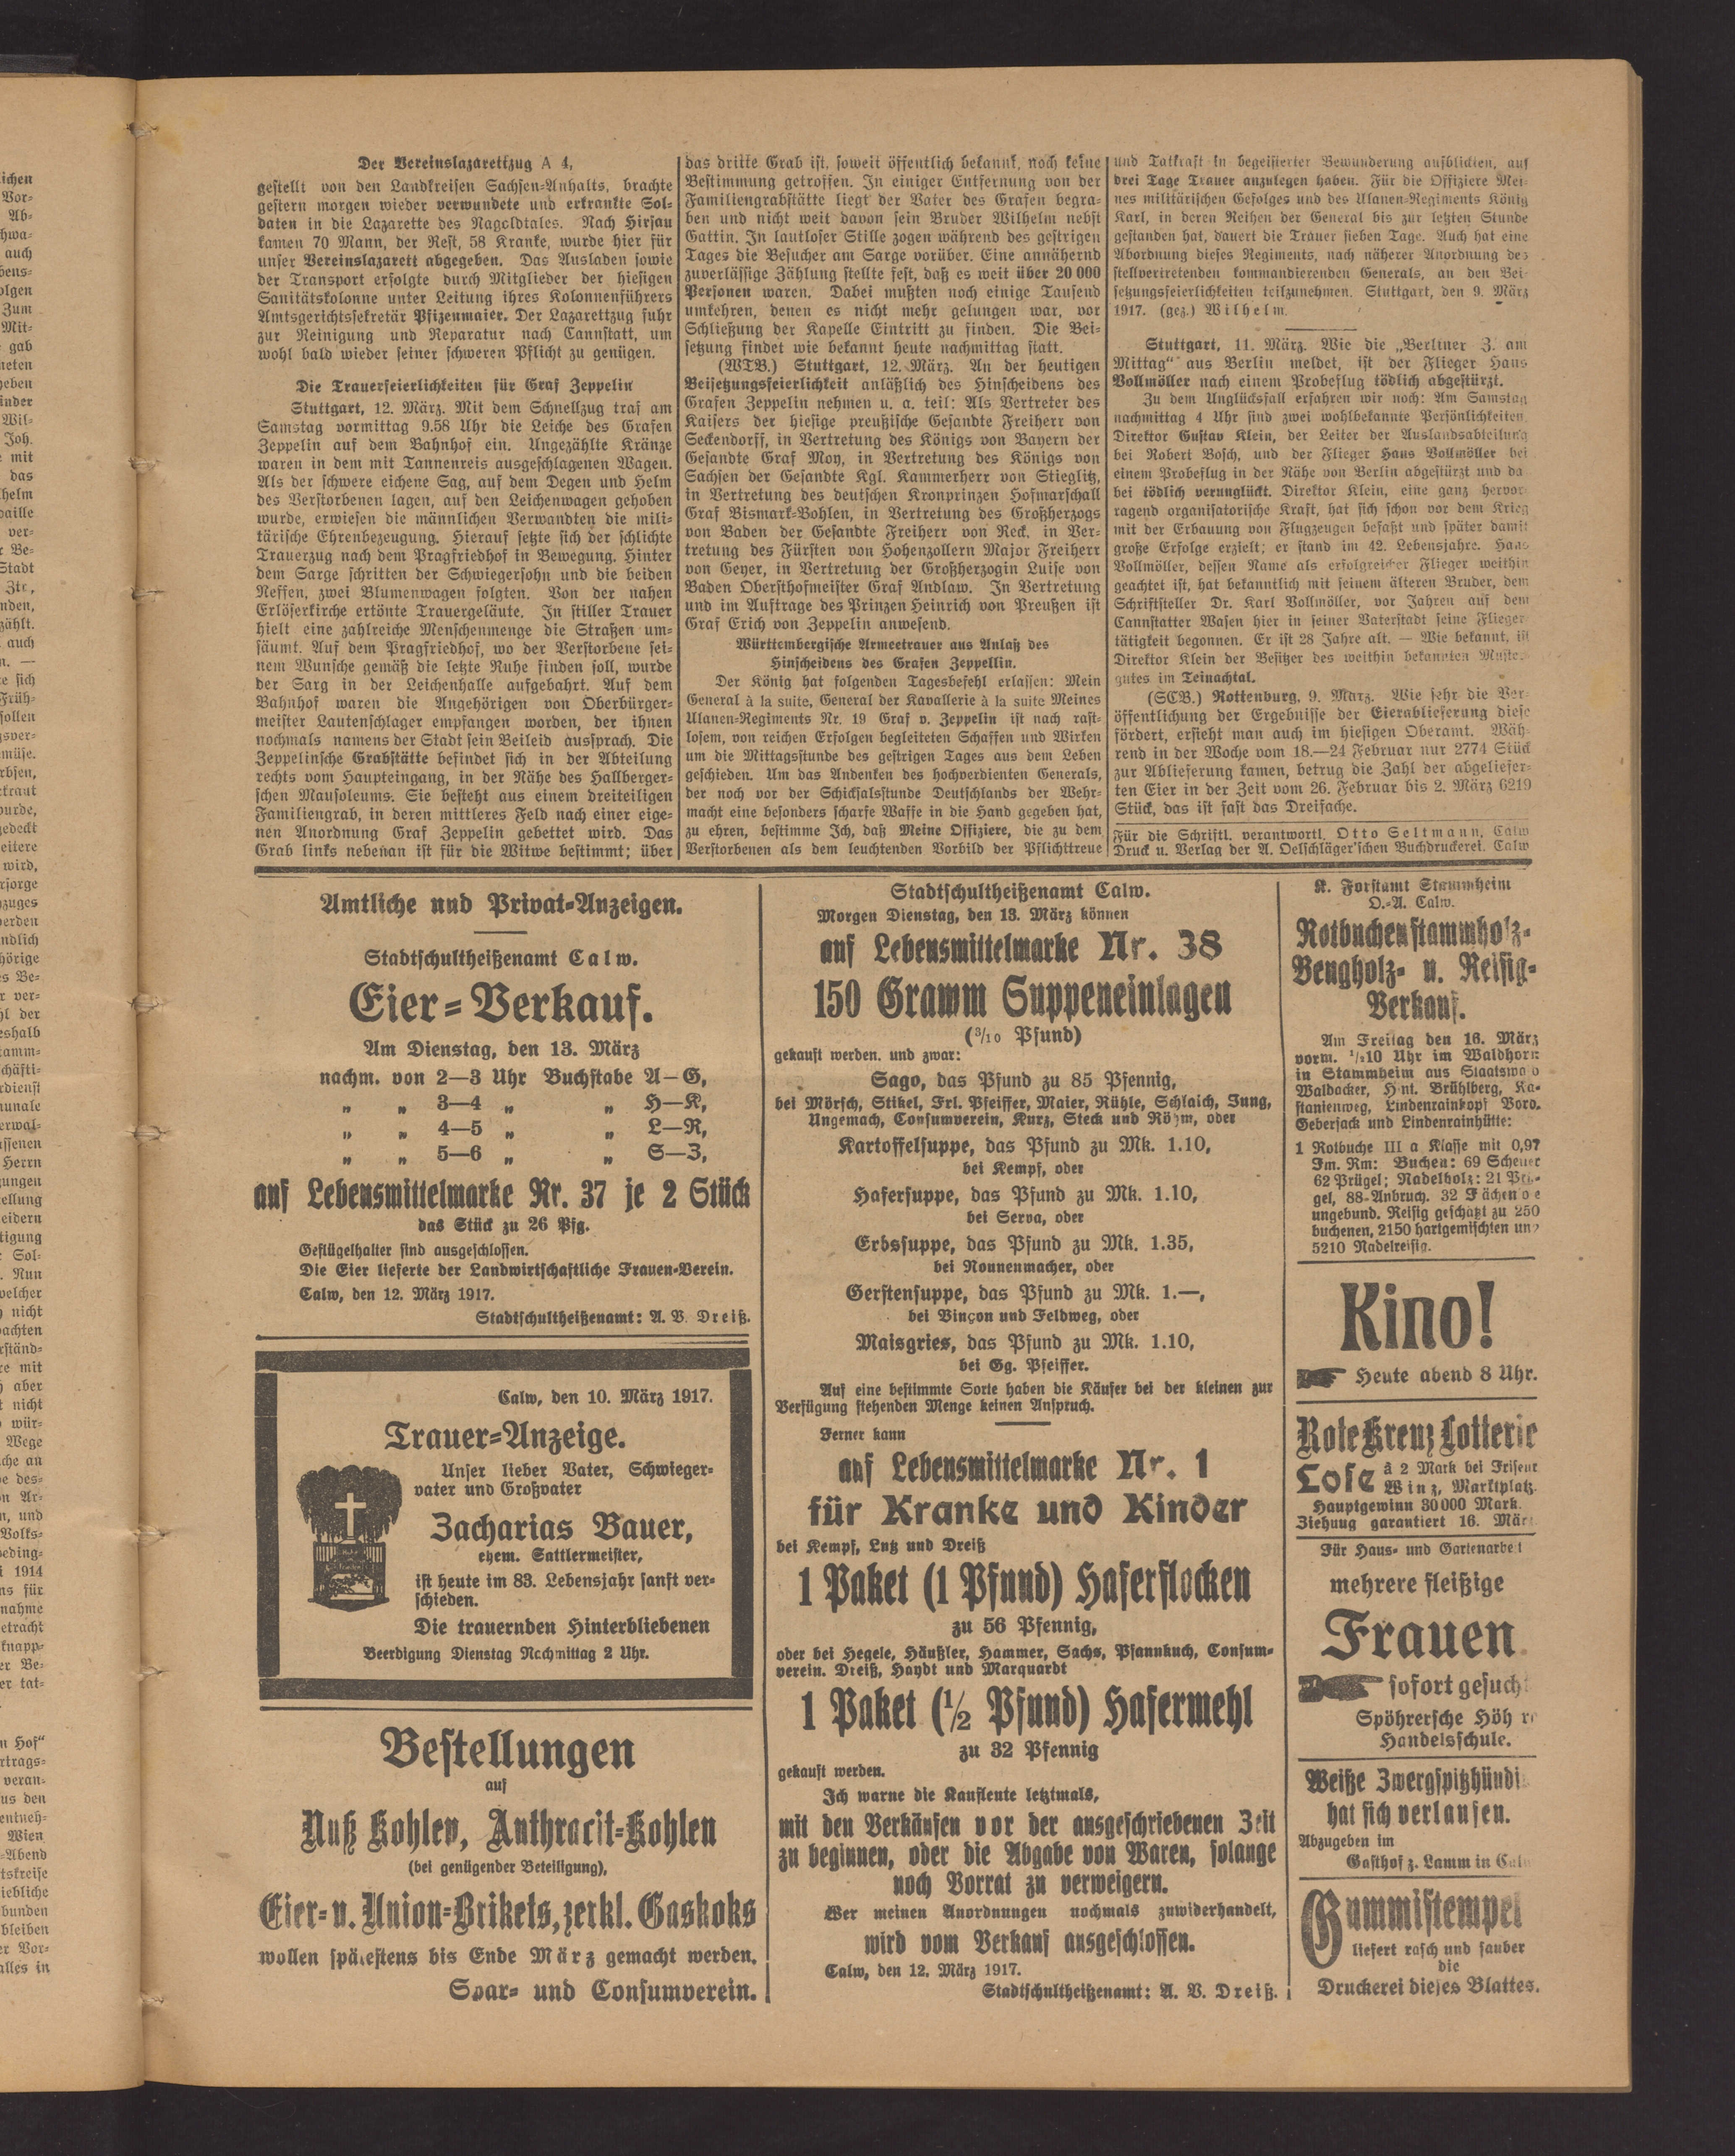 Der Vereinslazarettzug A 4,
gestellt von den Landkreisen Sachsen-Anhalts, brachte
gestern morgen wieder verwundete und erkrankte Sol-
daten in die Lazarette des Nagoldtales. Nach Hirsau
kamen 70 Mann, der Rest, 58 Kranke, wurde hier für
unser Vereinslazarett abgegeben. Das Ausladen sowie
der Transport erfolgte durch Mitglieder der hiesigen
Sanitätskolonne unter Leitung ihres Kolonnenführers
Amtsgerichtssekretär Pfizenmaier. Der Lazarettzug fuhr
zur Reinigung und Reparatur nach Cannstatt, um
wohl bald wieder seiner schweren Pflicht zu genügen.
Die Trauerfeierlichkeiten für Graf Zeppelin
Stuttgart, 12. März. Mit dem Schnellzug traf am
Samstag vormittag 9.58 Uhr die Leiche des Grafen
Zeppelin auf dem Bahnhof ein. Ungezählte Kränze
waren in dem mit Tannenreis ausgeschlagenen Wagen.
Als der schwere eichene Sag, auf dem Degen und Helm
des Verstorbenen lagen, auf den Leichenwagen gehoben
wurde, erwiesen die männlichen Verwandten die mili-
tärische Ehrenbezeugung. Hierauf setzte sich der schlichte
Trauerzug nach dem Pragfriedhof in Bewegung. Hinter
dem Sarge schritten der Schwiegersohn und die beiden
Neffen, zwei Blumenwagen folgten. Von der nahen
Erlöserkirche ertönte Trauergeläute. In stiller Trauer
hielt eine zahlreiche Menschenmenge die Straßen um-
säumt. Auf dem Pragfriedhof, wo der Verstorbene sei-
nem Wunsche gemäß die letzte Ruhe finden soll, wurde
der Sarg in der Leichenhalle aufgebahrt. Auf dem
Bahnhof waren die Angehörigen von Oberbürger-
meister Lautenschlager empfangen worden, der ihnen
nochmals namens der Stadt sein Beileid aussprach. Die
Zeppelinsche Grabstätte befindet sich in der Abteilung
rechts vom Haupteingang, in der Nähe des Hallberger-
schen Mausoleums. Sie besteht aus einem dreiteiligen
Familiengrab, in deren mittleres Feld nach einer eige-
nen Anordnung Graf Zeppelin gebettet wird. Das
Grab links nebenan ist für die Witwe bestimmt; über
das dritte Grab ist, soweit öffentlich bekannt, noch keine
Bestimmung getroffen. In einiger Entfernung von der
Familiengrabstätte liegt der Vater des Grafen begra-
ben und nicht weit davon sein Bruder Wilhelm nebst
Gattin. In lautloser Stille zogen während des gestrigen
Tages die Besucher am Sarge vorüber. Eine annähernd
zuverlässige Zählung stellte fest, daß es weit über 20 000
Personen waren. Dabei mußten noch einige Tausend
umkehren, denen es nicht mehr gelungen war, vor
Schließung der Kapelle Eintritt zu finden. Die Bei-
setzung findet wie bekannt heute nachmittag statt.
(WTB.) Stuttgart, 12. März. An der heutigen
Beisetzungsfeierlichkeit anläßlich des Hinscheidens des
Grafen Zeppelin nehmen u. a. teil: Als Vertreter des
Kaisers der hiesige preußische Gesandte Freiherr von
Seckendorff, in Vertretung des Königs von Bayern der
Gesandte Graf Moy, in Vertretung des Königs von
Sachsen der Gesandte Kgl. Kammerherr von Stieglitz,
in Vertretung des deutschen Kronprinzen Hofmarschall
Graf Bismark-Bohlen, in Vertretung des Großherzogs
von Baden der Gesandte Freiherr von Reck, in Ver-
tretung des Fürsten von Hohenzollern Major Freiherr
von Geyer, in Vertretung der Großherzogin Luise von
Baden Obersthofmeister Graf Andlaw. In Vertretung
und im Auftrage des Prinzen Heinrich von Preußen ist
Graf Erich von Zeppelin anwesend.
Württembergische Armeetrauer aus Anlaß des
Hinscheidens des Grafen Zeppellin.
Der König hat folgenden Tagesbefehl erlassen: Mein
General à la suite, General der Kavallerie à la suite Meines
Ulanen-Regiments Nr. 19 Graf v. Zeppelin ist nach rast-
losem, von reichen Erfolgen begleiteten Schaffen und Wirken
um die Mittagsstunde des gestrigen Tages aus dem Leben
geschieden. Um das Andenken des hochverdienten Generals,
der noch vor der Schicksalsstunde Deutschlands der Wehr-
macht eine besonders scharfe Waffe in die Hand gegeben hat,
zu ehren, bestimme Ich, daß Meine Offiziere, die zu dem
Verstorbenen als dem leuchtenden Vorbild der Pflichttreue
und Tatkraft in begeisterter Bewunderung aufblickten, auf
drei Tage Trauer anzulegen haben. Für die Offiziere Mei-
nes militärischen Gefolges und des Ulanen-Regiments König
Karl, in deren Reihen der General bis zur letzten Stunde
gestanden hat, dauert die Trauer sieben Tage. Auch hat eine
Abordnung dieses Regiments, nach näherer Anordnung des
stellvertretenden kommandierenden Generals, an den Bei-
setzungsfeierlichkeiten teilzunehmen. Stuttgart, den 9. März
1917. (gez.) Wilhelm.
Stuttgart, 11. März. Wie die „Berliner Z. am
Mittag“ aus Berlin meldet, ist der Flieger Hans
Vollmöller nach einem Probeflug tödlich abgestürzt.
Zu dem Unglücksfall erfahren wir noch: Am Samstag
nachmittag 4 Uhr sind zwei wohlbekannte Persönlichkeiten,
Direktor Gustav Klein, der Leiter der Auslandsabteilung
bei Robert Bosch, und der Flieger Hans Vollmöller bei
einem Probeflug in der Nähe von Berlin abgestürzt und da
bei tödlich verunglückt. Direktor Klein, eine ganz hervor-
ragend organisatorische Kraft, hat sich schon vor dem Krieg
mit der Erbauung von Flugzeugen befaßt und später damit
große Erfolge erzielt; er stand im 42. Lebensjahre. Hans
Vollmöller, dessen Name als erfolgreicher Flieger weithin
geachtet ist, hat bekanntlich mit seinem älteren Bruder, dem
Schriftsteller Dr. Karl Vollmöller, vor Jahren auf dem
Cannstatter Wasen hier in seiner Vaterstadt seine Flieger-
tätigkeit begonnen. Er ist 28 Jahre alt. — Wie bekannt, ist
Direktor Klein der Besitzer des weithin bekannten Muster-
gutes im Teinachtal.
(SCB.) Rottenburg, 9. März. Wie sehr die Ver-
öffentlichung der Ergebnisse der Eierablieferung diese
fördert, ersieht man auch im hiesigen Oberamt. Wäh-
rend in der Woche vom 18.—24 Februar nur 2774 Stück
zur Ablieferung kamen, betrug die Zahl der abgeliefer-
ten Eier in der Zeit vom 26. Februar bis 2. März 6219
Stück, das ist fast das Dreifache.
Für die Schriftl. verantwortl. Otto Seltmann, Calw
Druck u. Verlag der A. Oelschläger'schen Buchdruckerei. Calw
Amtliche und Privat-Anzeigen.
Stadtschultheißenamt Calw.
Eier-Verkauf.
Am Dienstag, den 13. März
nachm. von 2—3 Uhr Buchstabe A—G,
„ „ 3—4 „ „ H—K,
„ „ 4—5 „ „ L—R,
„ „ 5—6 „ „ S—Z,
auf Lebensmittelmarke Nr. 37 je 2 Stück
das Stück zu 26 Pfg.
Geflügelhalter sind ausgeschlossen.
Die Eier lieferte der Landwirtschaftliche Frauen-Verein.
Calw, den 12. März 1917.
Stadtschultheißenamt: A. V. Dreiß.
Calw, den 10. März 1917.
Trauer-Anzeige.
Unser lieber Vater, Schwieger-
vater und Großvater
Zacharias Bauer,
ehem. Sattlermeister,
ist heute im 83. Lebensjahr sanft ver-
schieden.
Die trauernden Hinterbliebenen
Beerdigung Dienstag Nachmittag 2 Uhr.
Bestellungen
auf
Nuß Kohlen, Anthracit-Kohlen
(bei genügender Beteiligung),
Eier- u. Union-Brikets, zerkl. Gaskoks
wollen spätestens bis Ende März gemacht werden.
Spar- und Consumverein.
Stadtschultheißenamt Calw.
Morgen Dienstag, den 13. März können
auf Lebensmittelmarke Nr. 38
150 Gramm Suppeneinlagen
(3/10 Pfund)
gekauft werden. und zwar:
Sago, das Pfund zu 85 Pfennig,
bei Mörsch, Stikel, Frl. Pfeiffer, Maier, Rühle, Schlaich, Jung,
Ungemach, Consumverein, Kurz, Steck und Röhm, oder
Kartoffelsuppe, das Pfund zu Mk. 1.10,
bei Kempf, oder
Hafersuppe, das Pfund zu Mk. 1.10,
bei Serva, oder
Erbssuppe, das Pfund zu Mk. 1.35,
bei Nonnenmacher, oder
Gerstensuppe, das Pfund zu Mk. 1.—,
bei Vinçon und Feldweg, oder
Maisgries, das Pfund zu Mk. 1.10,
bei Gg. Pfeiffer.
Auf eine bestimmte Sorte haben die Käufer bei der kleinen zur
Verfügung stehenden Menge keinen Anspruch.
Ferner kann
auf Lebensmittelmarke Nr. 1
für Kranke und Kinder
bei Kempf, Lutz und Dreiß
1 Paket (1 Pfund) Haferflocken
zu 56 Pfennig,
oder bei Hegele, Häußler, Hammer, Sachs, Pfannkuch, Consum-
verein. Dreiß, Haydt und Marquardt
1 Paket (½ Pfund) Hafermehl
zu 32 Pfennig
gekauft werden.
Ich warne die Kaufleute letztmals,
mit den Verkäufen vor der ausgeschriebenen Zeit
zu beginnen, oder die Abgabe von Waren, solange
noch Vorrat zu verweigern.
Wer meinen Anordnungen nochmals zuwiderhandelt,
wird vom Verkauf ausgeschlossen.
Calw, den 12. März 1917.
Stadtschultheißenamt: A. V. Dreiß.
K. Forstamt Stammheim
O.-A. Calw.
Rotbuchenstammholz-
Beugholz- u. Reisig-
Verkauf.
Am Freitag den 16. März
vorm. ½10 Uhr im Waldhorn
in Stammheim aus Staatswald
Waldacker, Hint. Brühlberg, Ka-
stanienweg, Lindenrainkopf Vord.
Gebersack und Lindenrainhütte:
1 Rotbuche III a Klasse mit 0,97
Fm. Rm: Buchen: 69 Scheiter
62 Prügel; Nadelholz: 21 Prü-
gel, 88 Anbruch. 32 Flächenlose
ungebund. Reisig geschätzt zu 250
buchenen, 2150 hartgemischten und
5210 Nadelreisig.
Kino!
Heute abend 8 Uhr.
Rote Kreuz Lotterie
Lose à 2 Mark bei Friseur
Winz, Marktplatz.
Hauptgewinn 30 000 Mark.
Ziehung garantiert 16. März
Für Haus- und Gartenarbeit
mehrere fleißige
Frauen
sofort gesucht
Spöhrersche Höhere
Handelsschule.
Weiße Zwergspitzhündin
hat sich verlaufen.
Abzugeben im
Gasthof z. Lamm in Calw
Gummistempel
liefert rasch und sauber
die
Druckerei dieses Blattes.